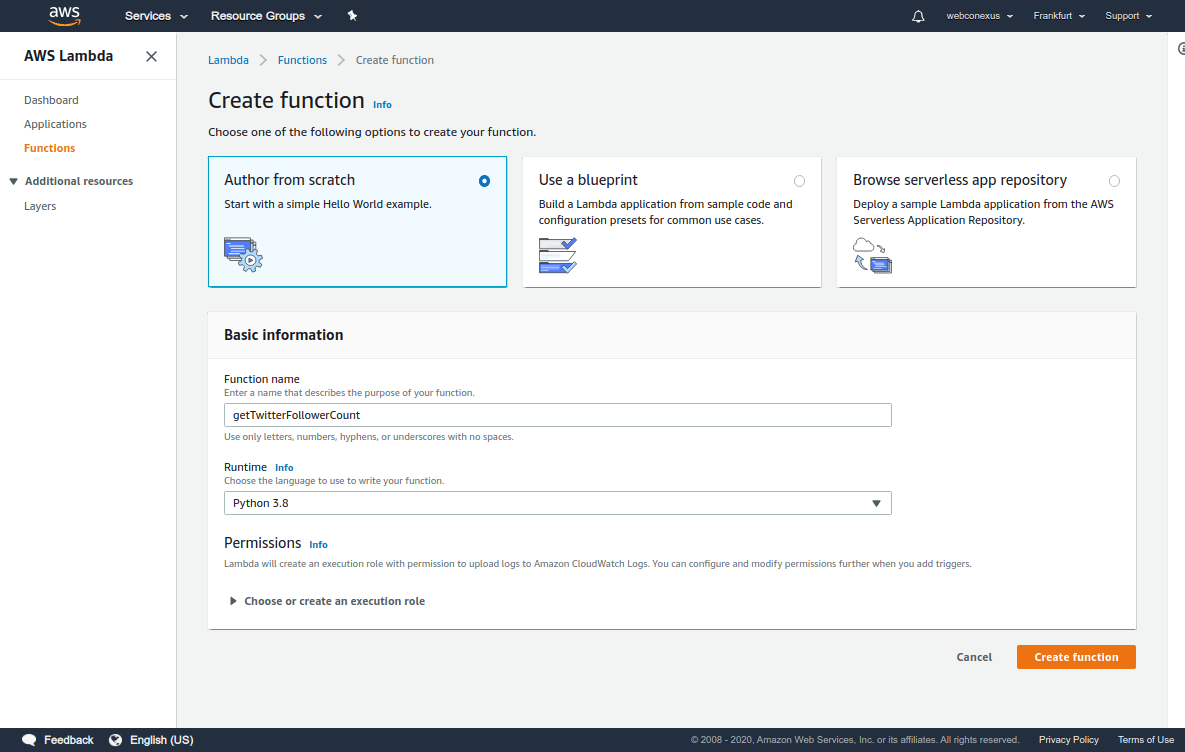 aws Services Resource Groups webconexus Frankfurt Support
AWS Lambda
Dashboard
Applications
Functions
Additional resources
Layers
Lambda Functions Create function
Create function Info
Choose one of the following options to create your function.
Author from scratch
Start with a simple Hello World example.
Use a blueprint
Build a Lambda application from sample code and
configuration presets for common use cases.
Browse serverless app repository
Deploy a sample Lambda application from the AWS
Serverless Application Repository.
Basic information
Function name
Enter a name that describes the purpose of your function.
getTwitterFollowerCount
Use only letters, numbers, hyphens, or underscores with no spaces.
Runtime Info
Choose the language to use to write your function.
Python 3.8
Permissions Info
Lambda will create an execution role with permission to upload logs to Amazon CloudWatch Logs. You can configure and modify permissions further when you add triggers.
Choose or create an execution role
Cancel Create function
Feedback English (US) © 2008 - 2020, Amazon Web Services, Inc. or its affiliates. All rights reserved. Privacy Policy Terms of Use